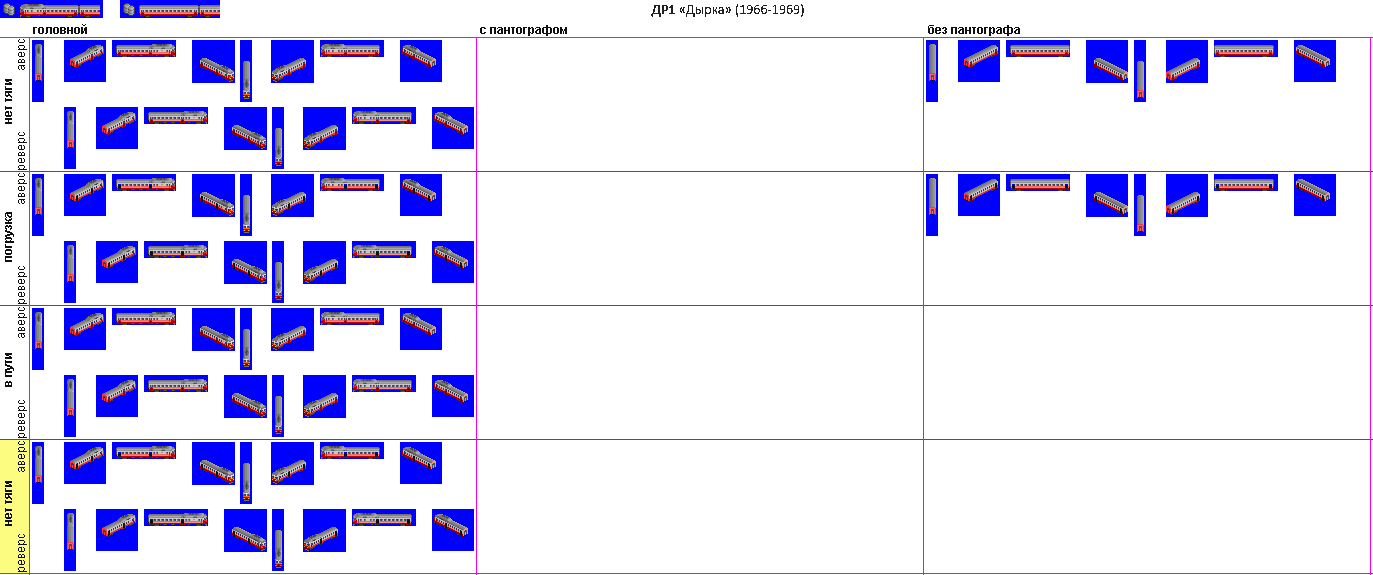 ДР1 «Дырка» (1966-1969)
головной
с пантографом
без пантографа
нет тяги
аверс
реверс
погрузка
аверс
реверс
в пути
аверс
реверс
нет тяги
аверс
реверс